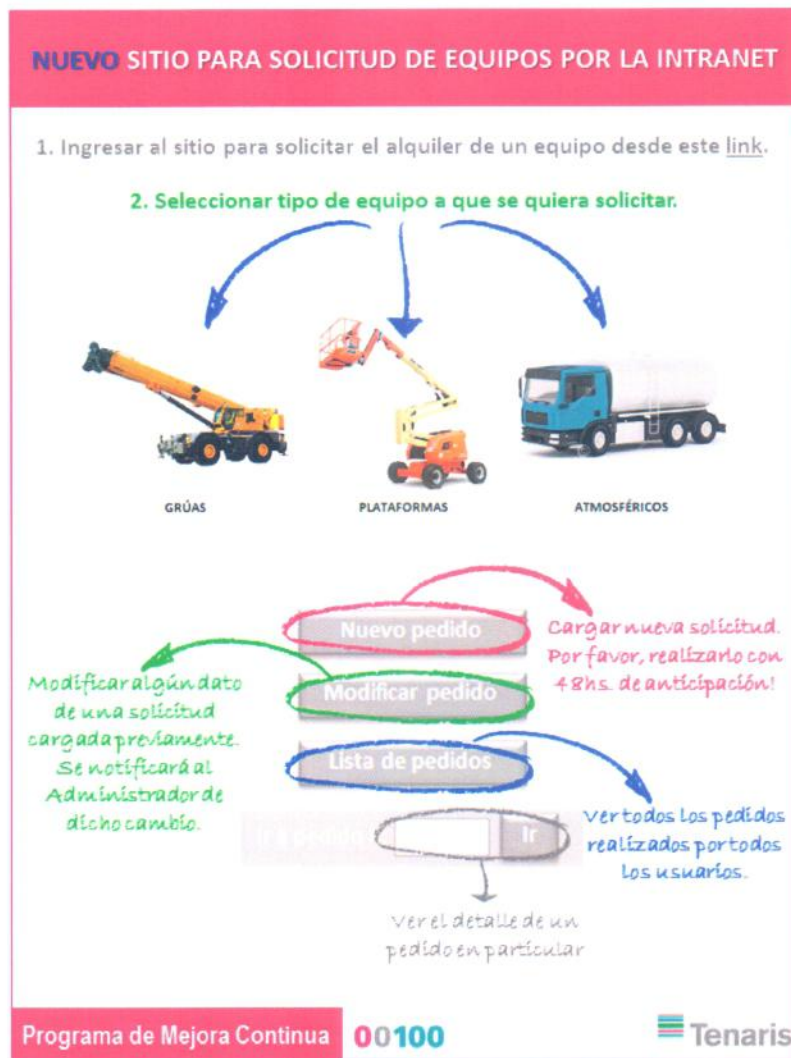 NUEVO SITIO PARA SOLICITUD DE EQUIPOS POR LA INTRANET
1. Ingresar al sitio para solicitar el alquiler de un equipo desde este link.
2. Seleccionar tipo de equipo a que se quiera solicitar.
GRÚAS
PLATAFORMAS
ATMOSFÉRICOS
Nuevo pedido
Cargar nueva solicitud.
Por favor, realizarlo con
48hs. de anticipación!
Modificar pedido
Modificar algún dato
de una solicitud
cargada previamente.
Se notificará al
Administrador de
dicho cambio.
Lista de pedidos
Ver todos los pedidos
realizados por todos
los usuarios.
Ir a pedido
Ir
Ver el detalle de un
pedido en particular
Programa de Mejora Continua
00100
Tenaris